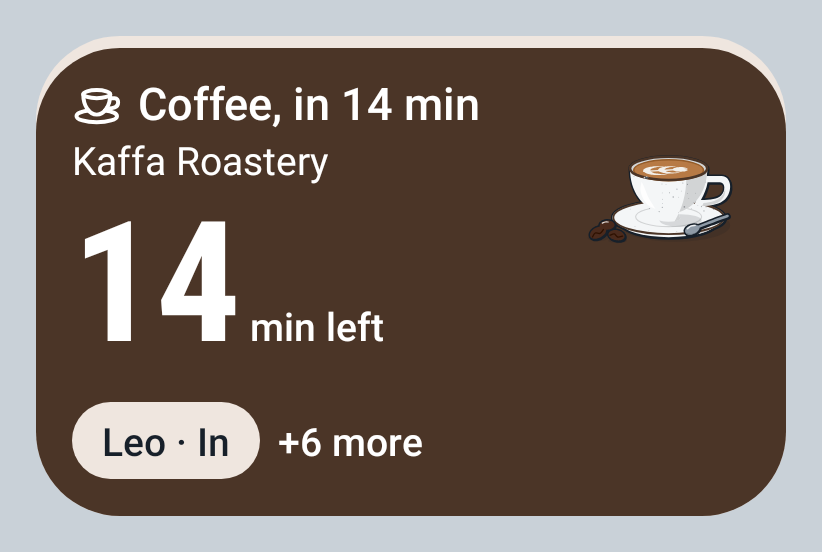 Coffee, in 14 min
Kaffa Roastery
14 min left
Leo · In +6 more